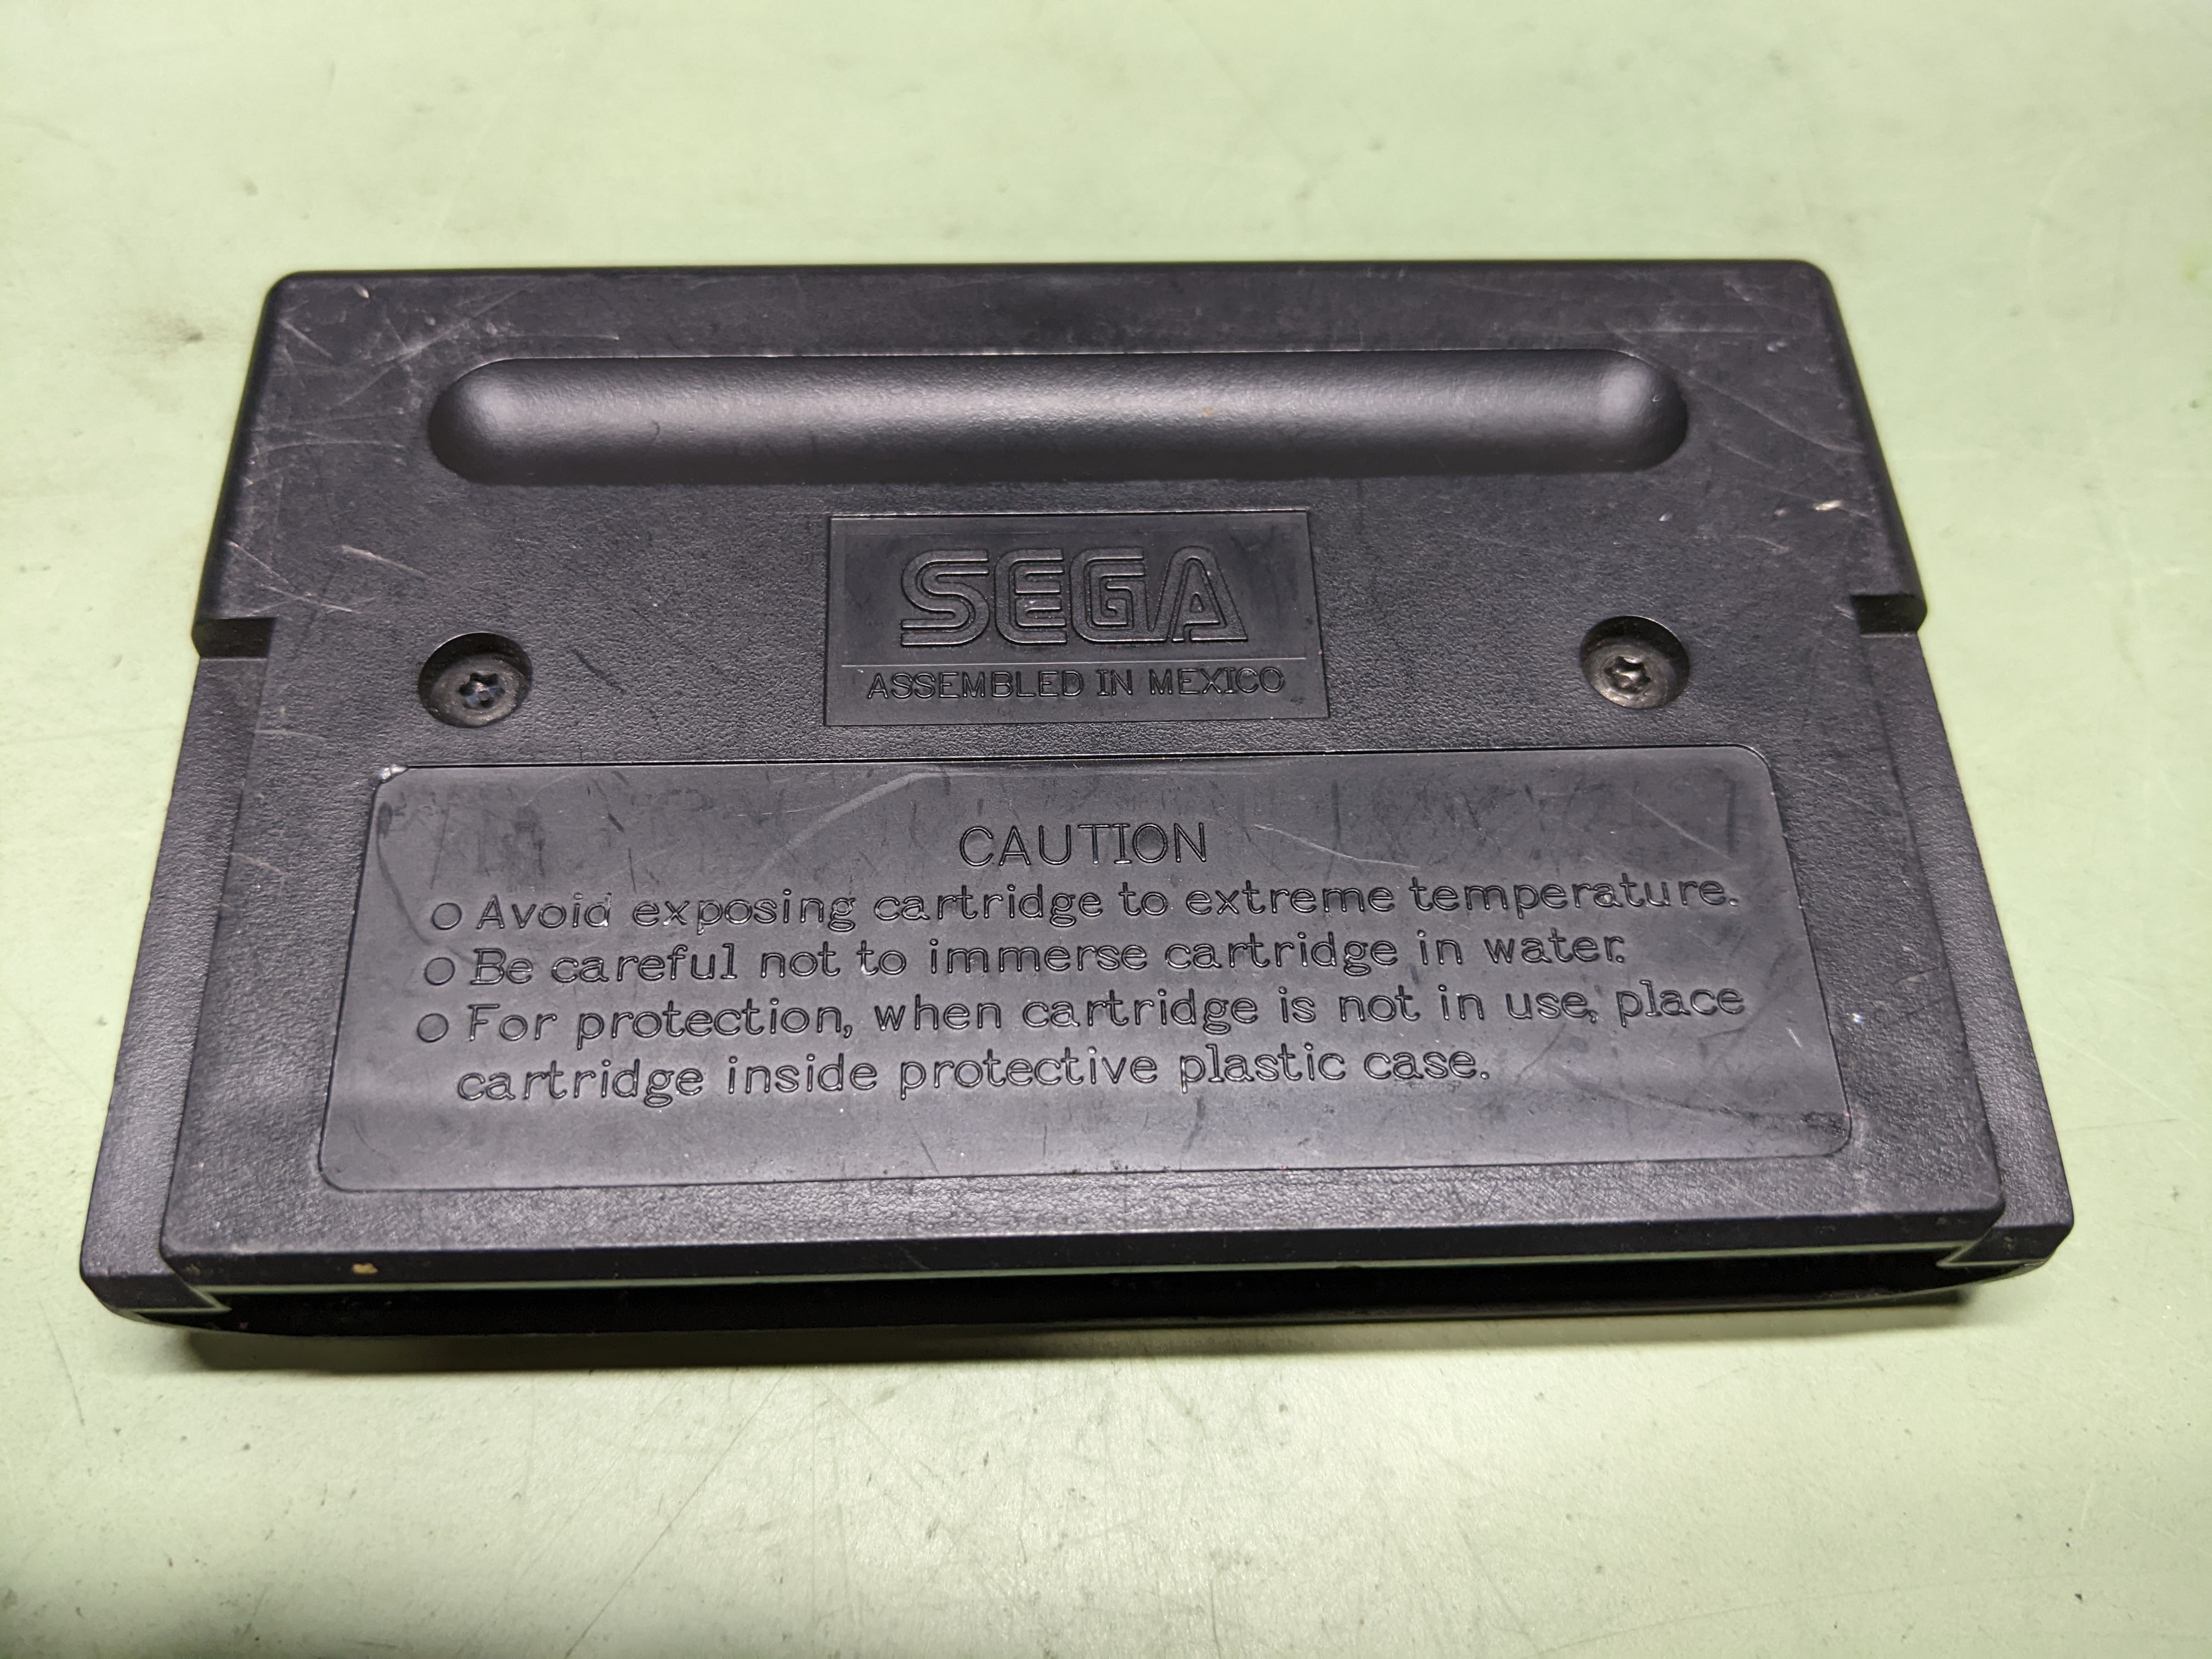 SEGA
ASSEMBLED IN MEXICO
CAUTION
○ Avoid exposing cartridge to extreme temperature.
○ Be careful not to immerse cartridge in water.
○ For protection, when cartridge is not in use, place
cartridge inside protective plastic case.